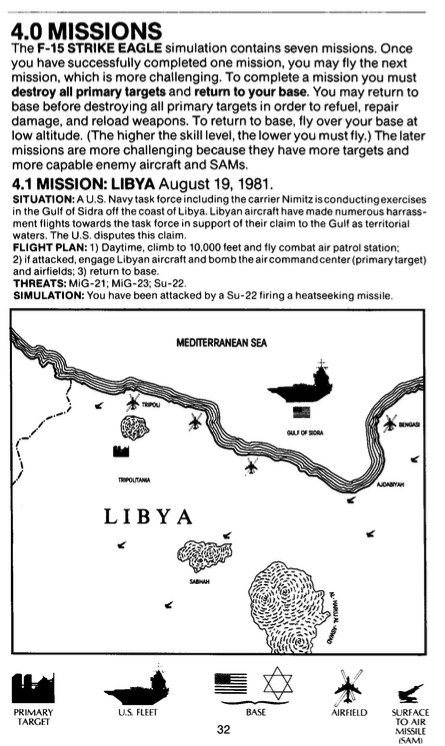 4.0 MISSIONS
The F-15 STRIKE EAGLE simulation contains seven missions. Once
you have successfully completed one mission, you may fly the next
mission, which is more challenging. To complete a mission you must
destroy all primary targets and return to your base. You may return to
base before destroying all primary targets in order to refuel, repair
damage, and reload weapons. To return to base, fly over your base at
low altitude. (The higher the skill level, the lower you must fly.) The later
missions are more challenging because they have more targets and
more capable enemy aircraft and SAMs.
4.1 MISSION: LIBYA August 19, 1981.
SITUATION: A U.S. Navy task force including the carrier Nimitz is conducting exercises
in the Gulf of Sidra off the coast of Libya. Libyan aircraft have made numerous harrass-
ment flights towards the task force in support of their claim to the Gulf as territorial
waters. The U.S. disputes this claim.
FLIGHT PLAN: 1) Daytime, climb to 10,000 feet and fly combat air patrol station;
2) if attacked, engage Libyan aircraft and bomb the air command center (primary target)
and airfields; 3) return to base.
THREATS: MiG-21; MiG-23; Su-22.
SIMULATION: You have been attacked by a Su-22 firing a heatseeking missile.
MEDITERRANEAN SEA
TRIPOLI
BENGASI
GULF OF SIDRA
TRIPOLITANIA
AJDABIYAH
LIBYA
SABHAH
PRIMARY
TARGET
U.S. FLEET
BASE
AIRFIELD
SURFACE
TO AIR
MISSILE
(SAM)
32